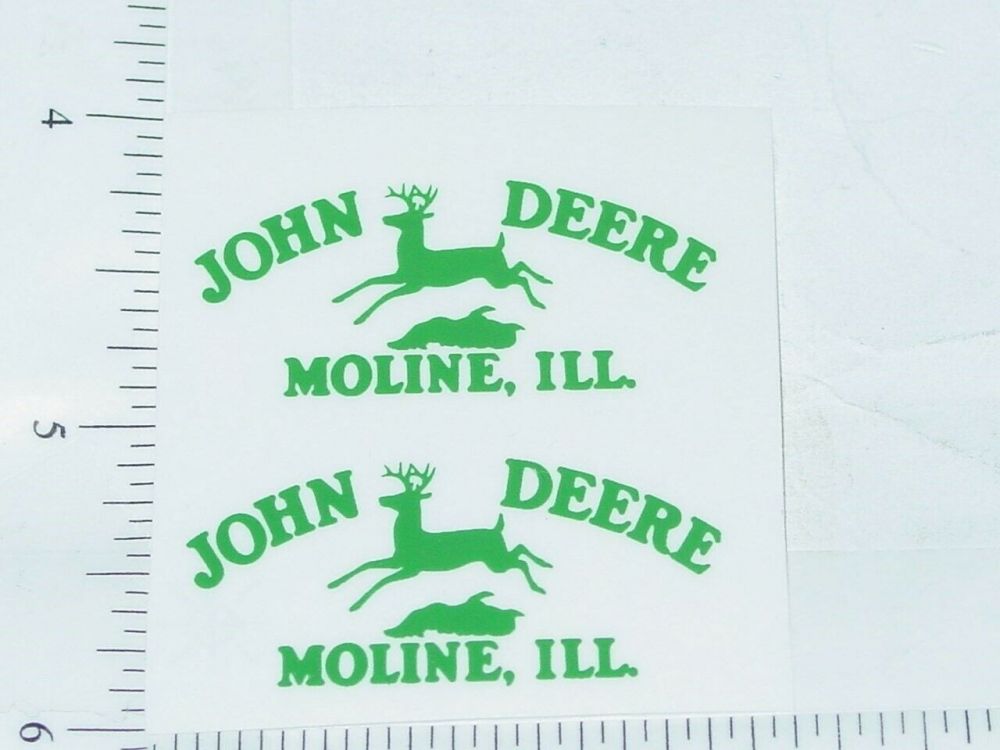 4
JOHN DEERE
MOLINE, ILL.
5
JOHN DEERE
MOLINE, ILL.
6